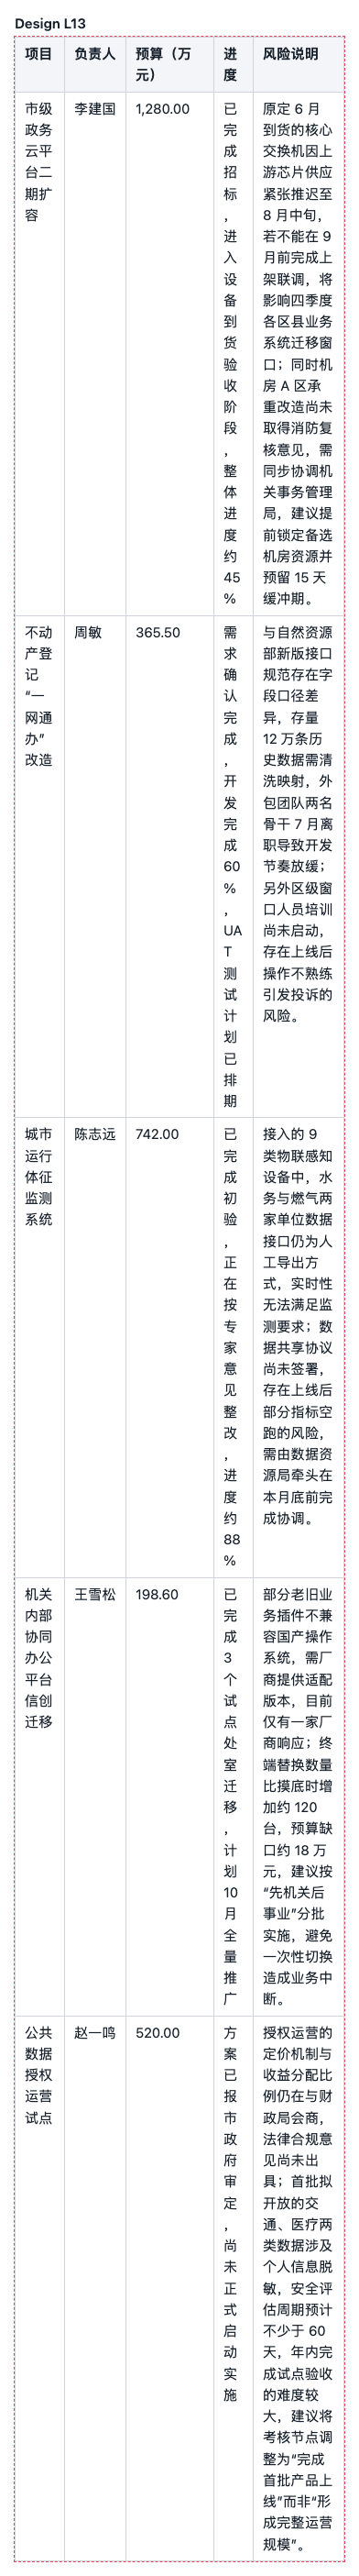 Design L13
项目
负责人
预算（万
元）
进
度
风险说明
市级
政务
云平
台二
期扩
容
李建国
1,280.00
已
完
成
招
标
，
进
入
设
备
到
货
验
收
阶
段
，
整
体
进
度
约
45
%
原定 6 月
到货的核心
交换机因上
游芯片供应
紧张推迟至
8 月中旬，
若不能在 9
月前完成上
架联调，将
影响四季度
各区县业务
系统迁移窗
口；同时机
房 A 区承
重改造尚未
取得消防复
核意见，需
同步协调机
关事务管理
局，建议提
前锁定备选
机房资源并
预留 15 天
缓冲期。
不动
产登
记
“一
网通
办”
改造
周敏
365.50
需
求
确
认
完
成
，
开
发
完
成
60
%
，
UA
T
测
试
计
划
已
排
期
与自然资源
部新版接口
规范存在字
段口径差
异，存量
12 万条历
史数据需清
洗映射，外
包团队两名
骨干 7 月离
职导致开发
节奏放缓；
另外区级窗
口人员培训
尚未启动，
存在上线后
操作不熟练
引发投诉的
风险。
城市
运行
体征
监测
系统
陈志远
742.00
已
完
成
初
验
，
正
在
按
专
家
意
见
整
改
，
进
度
约
88
%
接入的 9
类物联感知
设备中，水
务与燃气两
家单位数据
接口仍为人
工导出方
式，实时性
无法满足监
测要求；数
据共享协议
尚未签署，
存在上线后
部分指标空
跑的风险，
需由数据资
源局牵头在
本月底前完
成协调。
机关
内部
协同
办公
平台
信创
迁移
王雪松
198.60
已
完
成
3
个
试
点
处
室
迁
移
，
计
划
10
月
全
量
推
广
部分老旧业
务插件不兼
容国产操作
系统，需厂
商提供适配
版本，目前
仅有一家厂
商响应；终
端替换数量
比摸底时增
加约 120
台，预算缺
口约 18 万
元，建议按
“先机关后
事业”分批
实施，避免
一次性切换
造成业务中
断。
公共
数据
授权
运营
试点
赵一鸣
520.00
方
案
已
报
市
政
府
审
定
，
尚
未
正
式
启
动
实
施
授权运营的
定价机制与
收益分配比
例仍在与财
政局会商，
法律合规意
见尚未出
具；首批拟
开放的交
通、医疗两
类数据涉及
个人信息脱
敏，安全评
估周期预计
不少于 60
天，年内完
成试点验收
的难度较
大，建议将
考核节点调
整为“完成
首批产品上
线”而非“形
成完整运营
规模”。